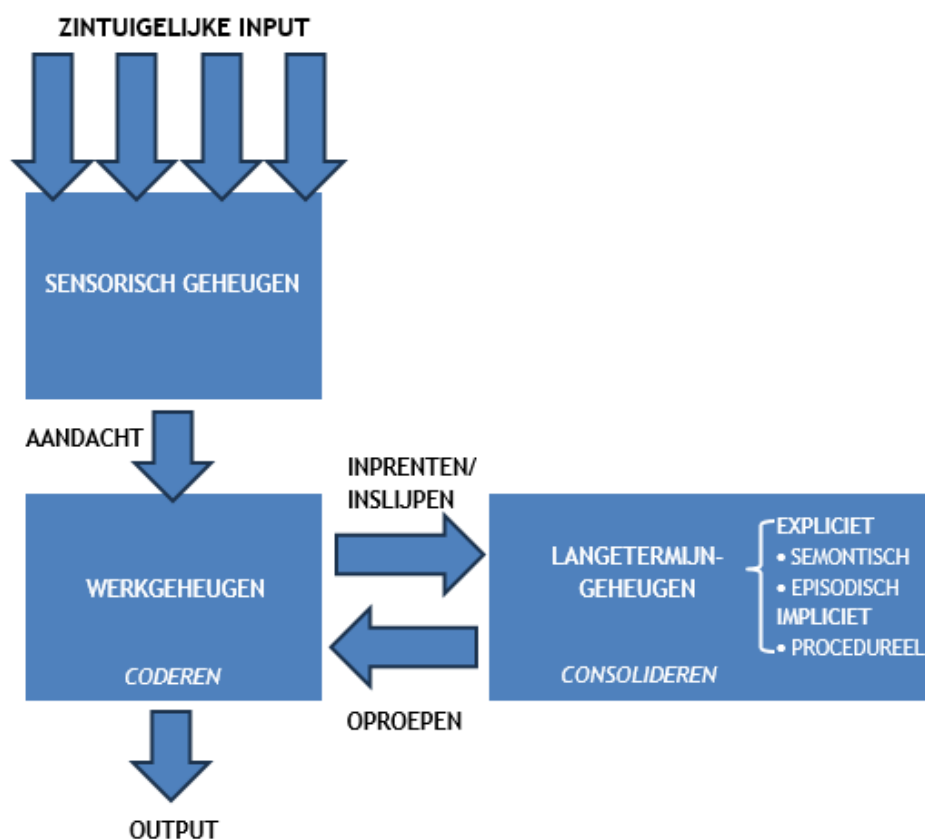 ZINTUIGELIJKE INPUT
SENSORISCH GEHEUGEN
AANDACHT
INPRENTEN/
INSLIJPEN
WERKGEHEUGEN
CODEREN
LANGETERMIJN-
GEHEUGEN
CONSOLIDEREN
EXPLICIET
• SEMONTISCH
• EPISODISCH
IMPLICIET
• PROCEDUREEL
OPROEPEN
OUTPUT